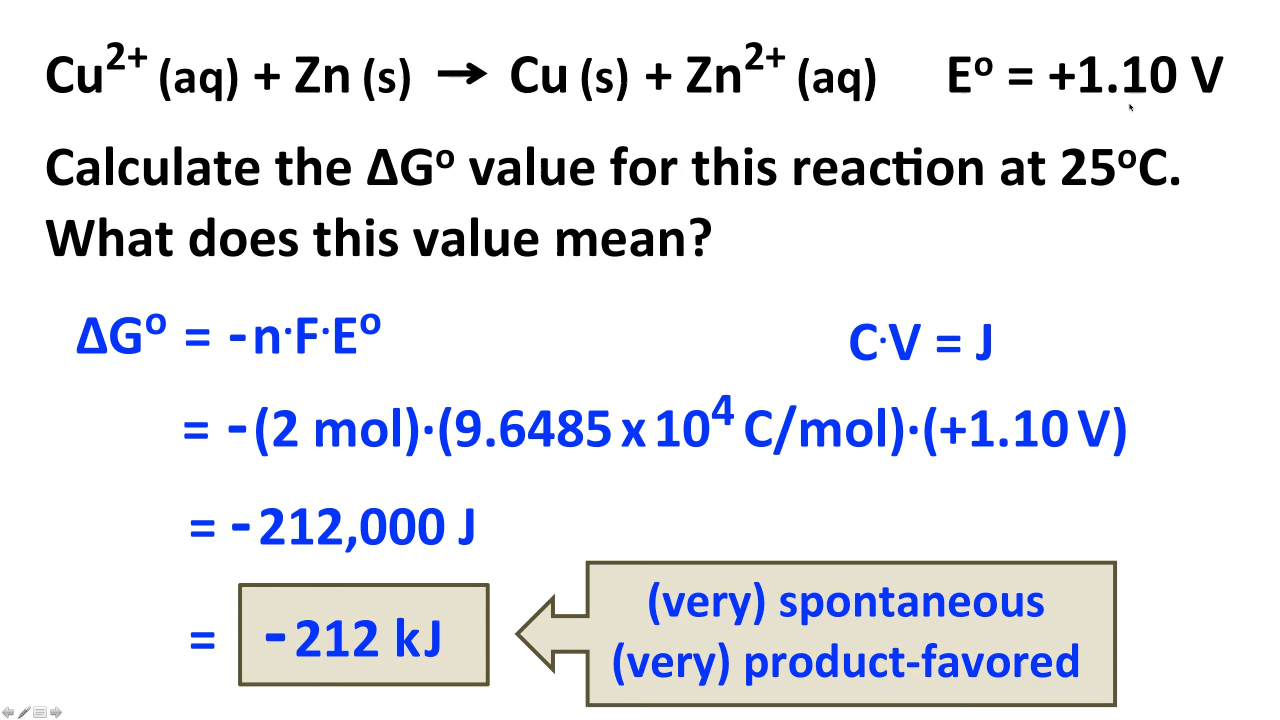 Cu²⁺ (aq) + Zn (s) → Cu (s) + Zn²⁺ (aq) Eº = +1.10 V
Calculate the ΔGº value for this reaction at 25ºC.
What does this value mean?
ΔGº = -n·F·Eº C·V = J
= -(2 mol)·(9.6485 x 10⁴ C/mol)·(+1.10 V)
= -212,000 J
= -212 kJ
(very) spontaneous
(very) product-favored